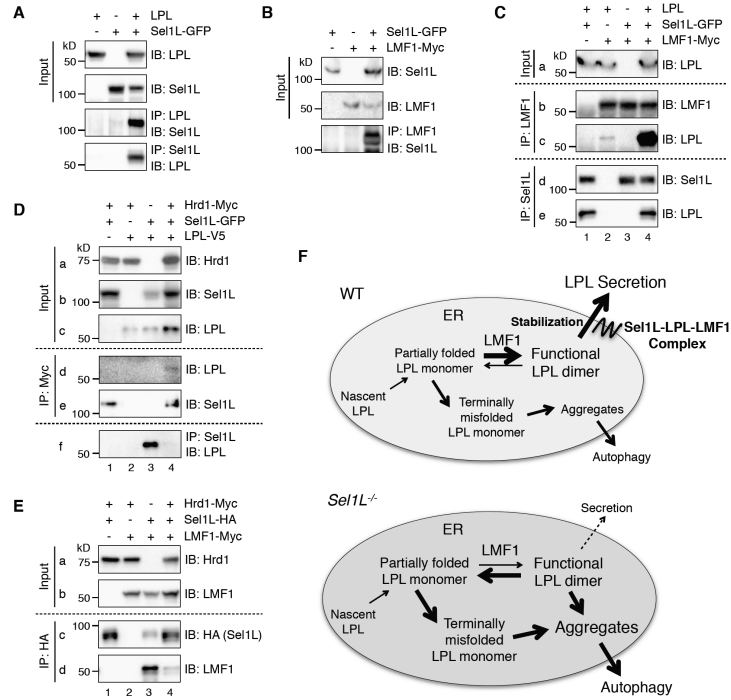 A
+ - + LPL
- + + Sel1L-GFP
kD
Input
50 IB: LPL
100 IB: Sel1L
100 IP: LPL
IB: Sel1L
50 IP: Sel1L
IB: LPL
B
+ - + Sel1L-GFP
- + + LMF1-Myc
kD
Input
100 IB: Sel1L
50 IB: LMF1
100 IP: LMF1
IB: Sel1L
C
+ + - + LPL
+ - + + Sel1L-GFP
- + + + LMF1-Myc
kD
Input
a 50 IB: LPL
IP: LMF1
b 50 IB: LMF1
c 50 IB: LPL
IP: Sel1L
d 100 IB: Sel1L
e 50 IB: LPL
1 2 3 4
D
+ + - + Hrd1-Myc
+ - + + Sel1L-GFP
- + + + LPL-V5
kD
Input
a 75 IB: Hrd1
b 100 IB: Sel1L
c 50 IB: LPL
IP: Myc
d 50 IB: LPL
e 100 IB: Sel1L
f 50 IP: Sel1L
IB: LPL
1 2 3 4
E
+ + - + Hrd1-Myc
+ - + + Sel1L-HA
- + + + LMF1-Myc
kD
Input
a 75 IB: Hrd1
b 50 IB: LMF1
IP: HA
c 100 IB: HA (Sel1L)
d 50 IB: LMF1
1 2 3 4
F
WT
LPL Secretion
ER
Stabilization
Sel1L-LPL-LMF1
Complex
LMF1
Partially folded
LPL monomer
Functional
LPL dimer
Nascent
LPL
Terminally
misfolded
LPL monomer
Aggregates
Autophagy
Sel1L-/-
Secretion
ER
LMF1
Partially folded
LPL monomer
Functional
LPL dimer
Nascent
LPL
Terminally
misfolded
LPL monomer
Aggregates
Autophagy